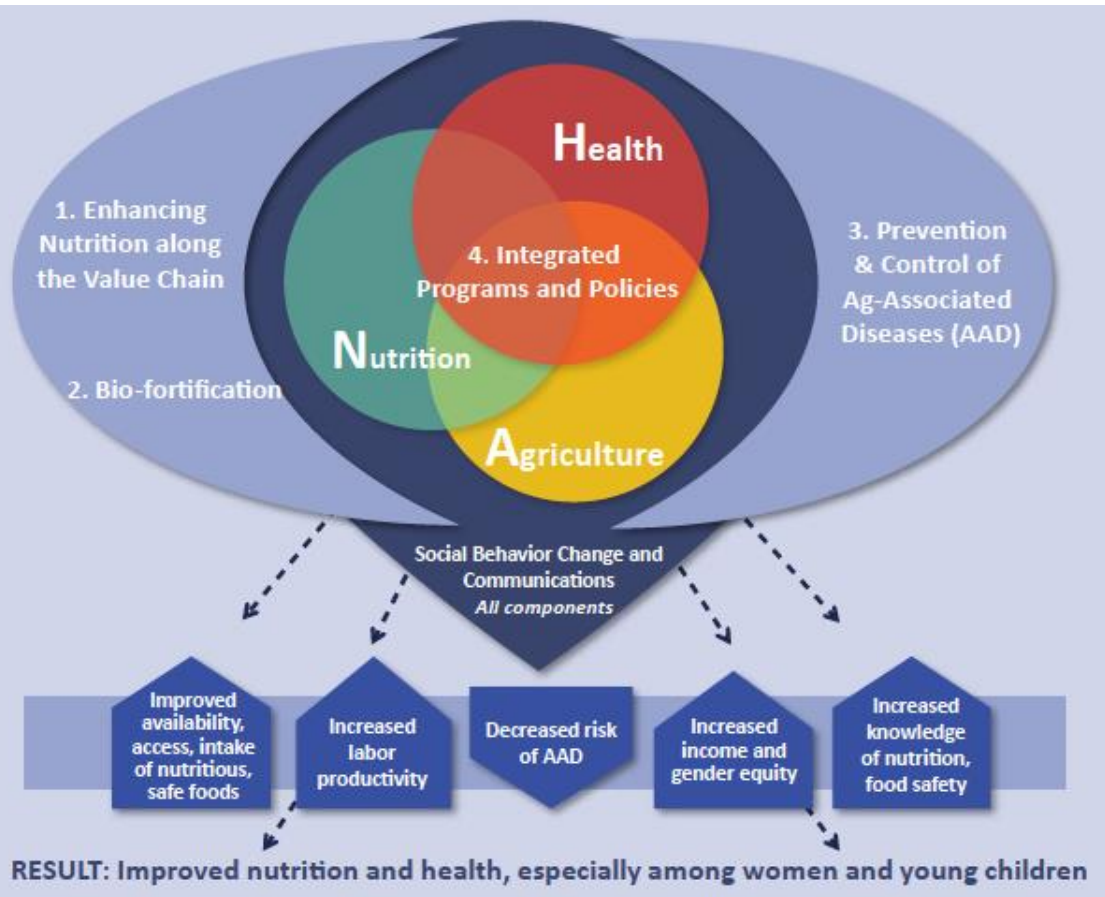 1. Enhancing
Nutrition along
the Value Chain
2. Bio-fortification
Health
Nutrition
Agriculture
4. Integrated
Programs and Policies
3. Prevention
& Control of
Ag-Associated
Diseases (AAD)
Social Behavior Change and
Communications
All components
Improved
availability,
access, intake
of nutritious,
safe foods
Increased
labor
productivity
Decreased risk
of AAD
Increased
income and
gender equity
Increased
knowledge
of nutrition,
food safety
RESULT: Improved nutrition and health, especially among women and young children